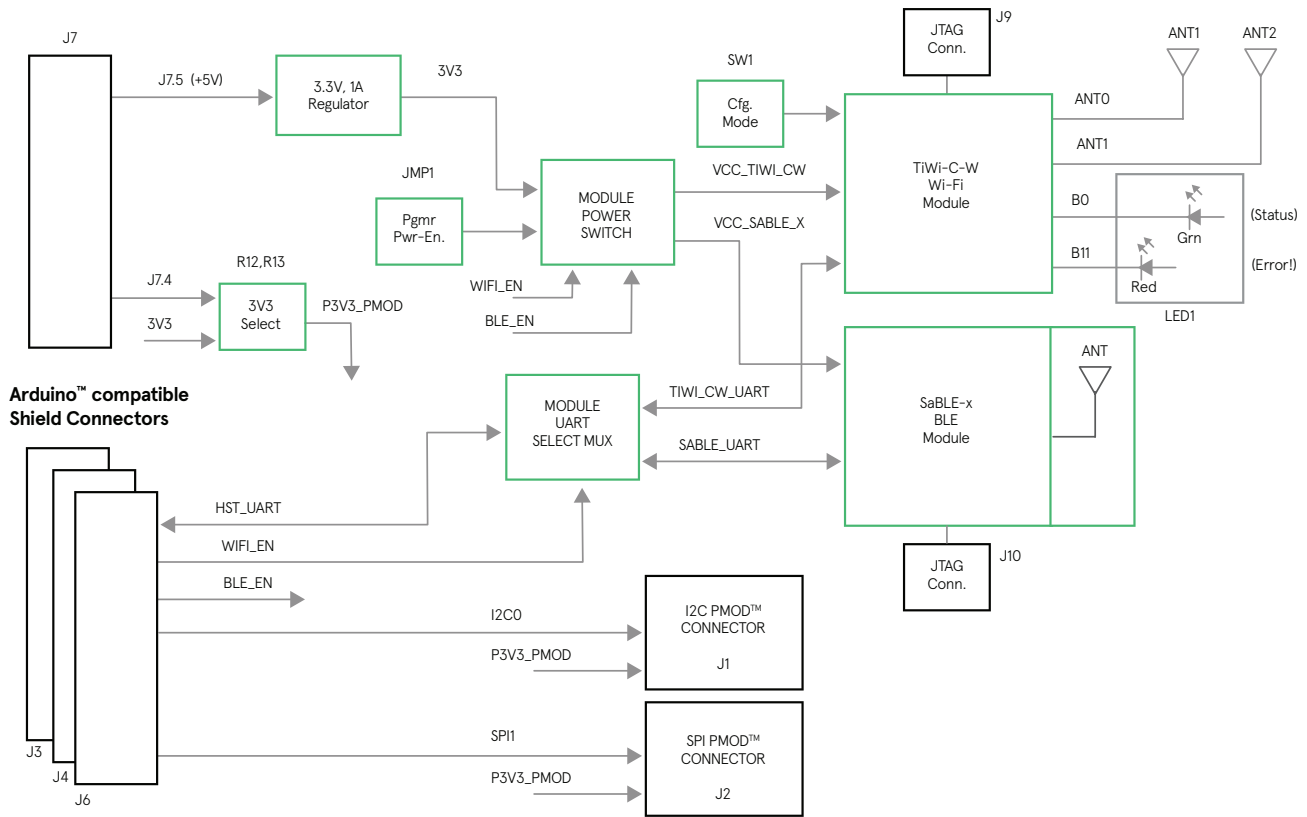 J7
J7.5 (+5V)
3.3V, 1A
Regulator
3V3
SW1
Cfg.
Mode
JTAG
Conn.
J9
ANT1
ANT2
ANT0
ANT1
TiWi-C-W
Wi-Fi
Module
B0
B11
Grn
Red
(Status)
(Error!)
LED1
JMP1
Pgmr
Pwr-En.
MODULE
POWER
SWITCH
VCC_TIWI_CW
VCC_SABLE_X
WIFI_EN
BLE_EN
J7.4
3V3
R12,R13
3V3
Select
P3V3_PMOD
Arduino™ compatible
Shield Connectors
MODULE
UART
SELECT MUX
TIWI_CW_UART
SABLE_UART
SaBLE-x
BLE
Module
ANT
JTAG
Conn.
J10
HST_UART
WIFI_EN
BLE_EN
I2C0
P3V3_PMOD
I2C PMOD™
CONNECTOR
J1
SPI1
P3V3_PMOD
SPI PMOD™
CONNECTOR
J2
J3
J4
J6